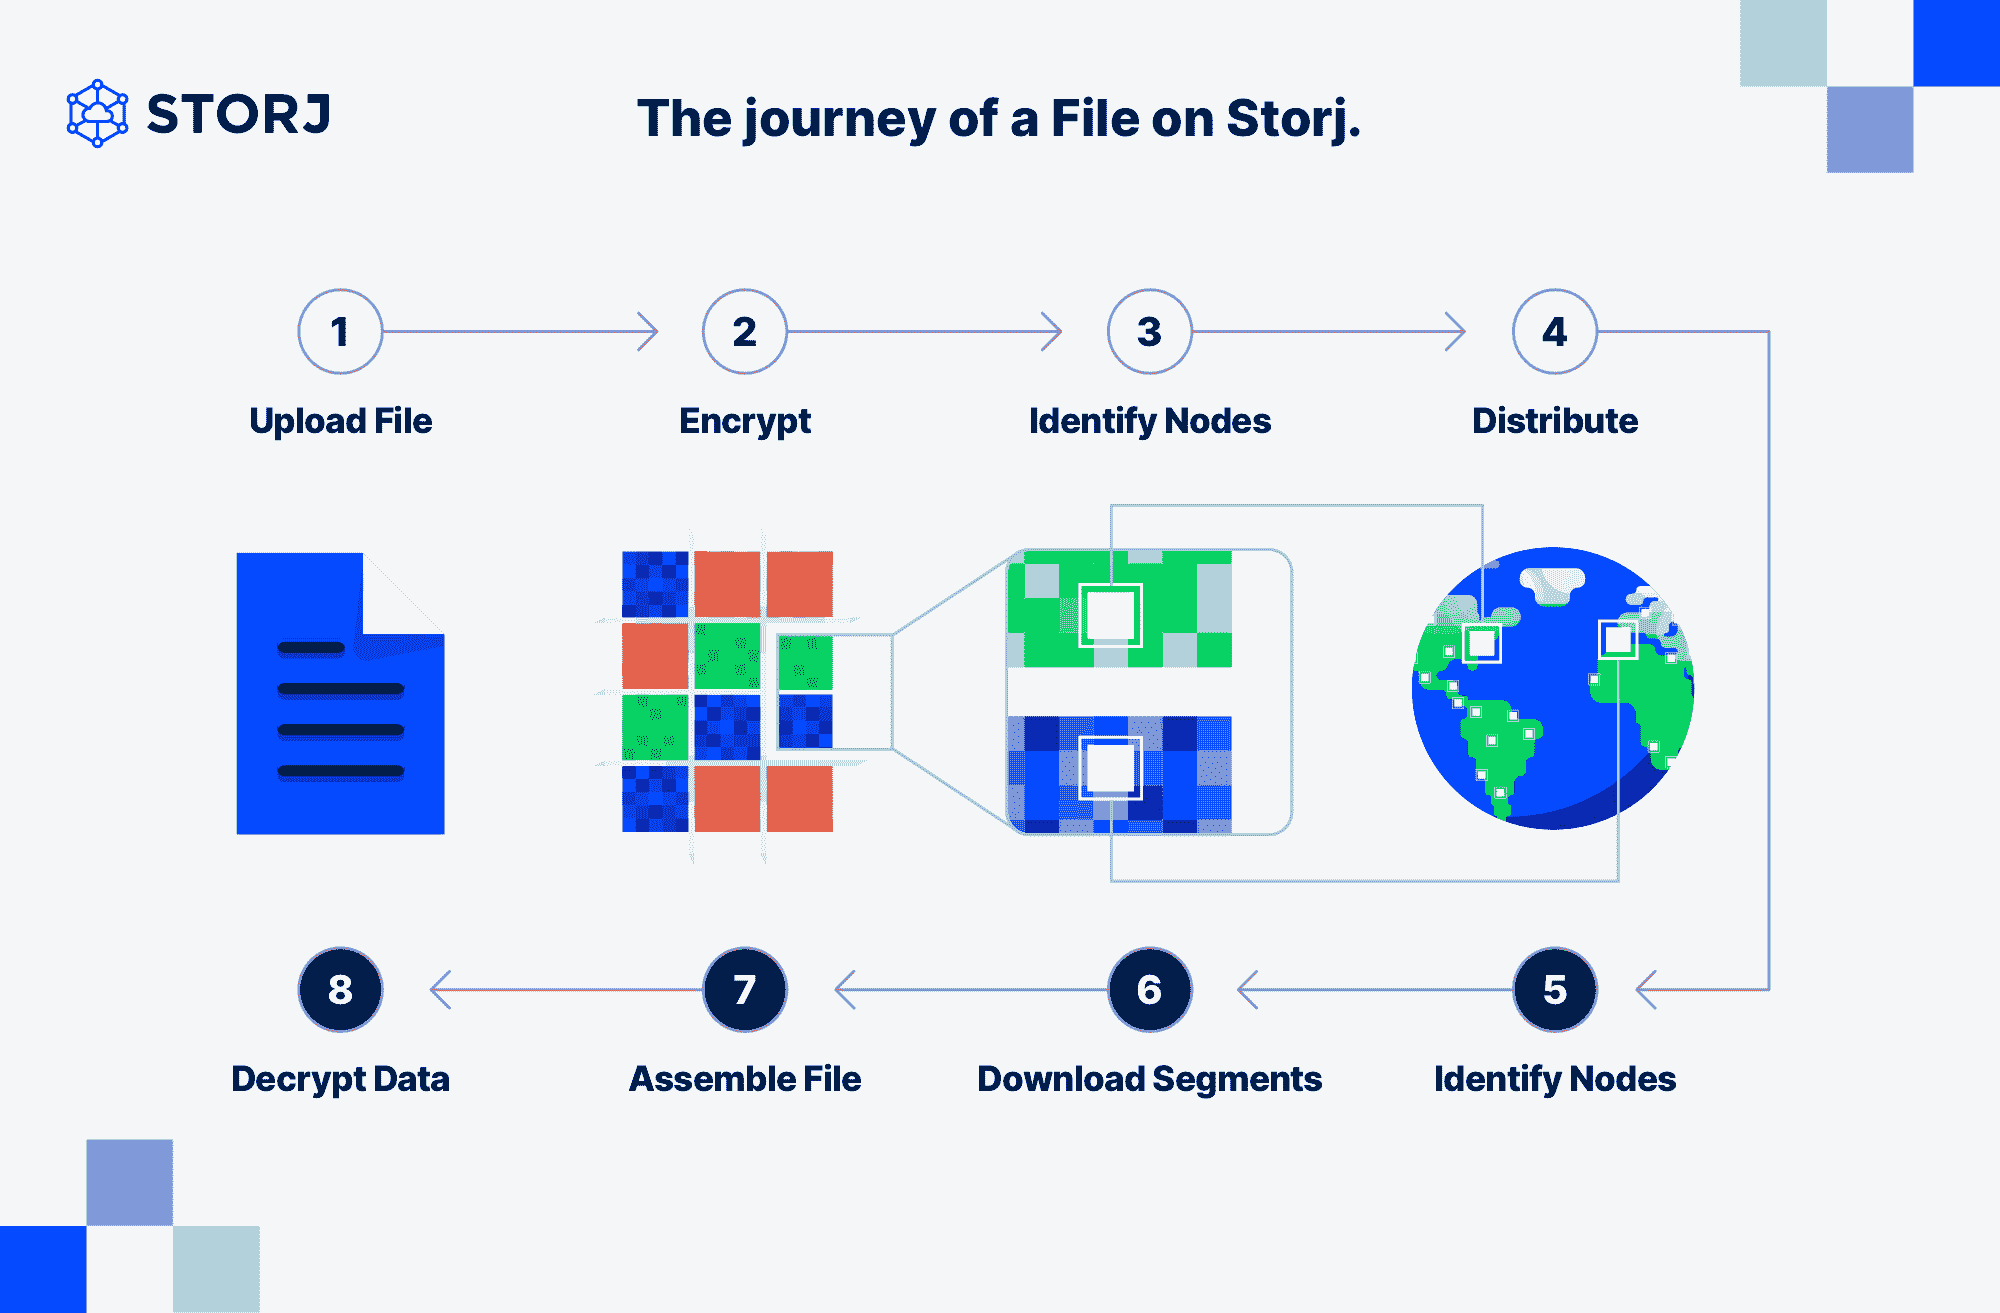 STORJ
The journey of a File on Storj.
1
2
3
4
Upload File
Encrypt
Identify Nodes
Distribute
8
7
6
5
Decrypt Data
Assemble File
Download Segments
Identify Nodes